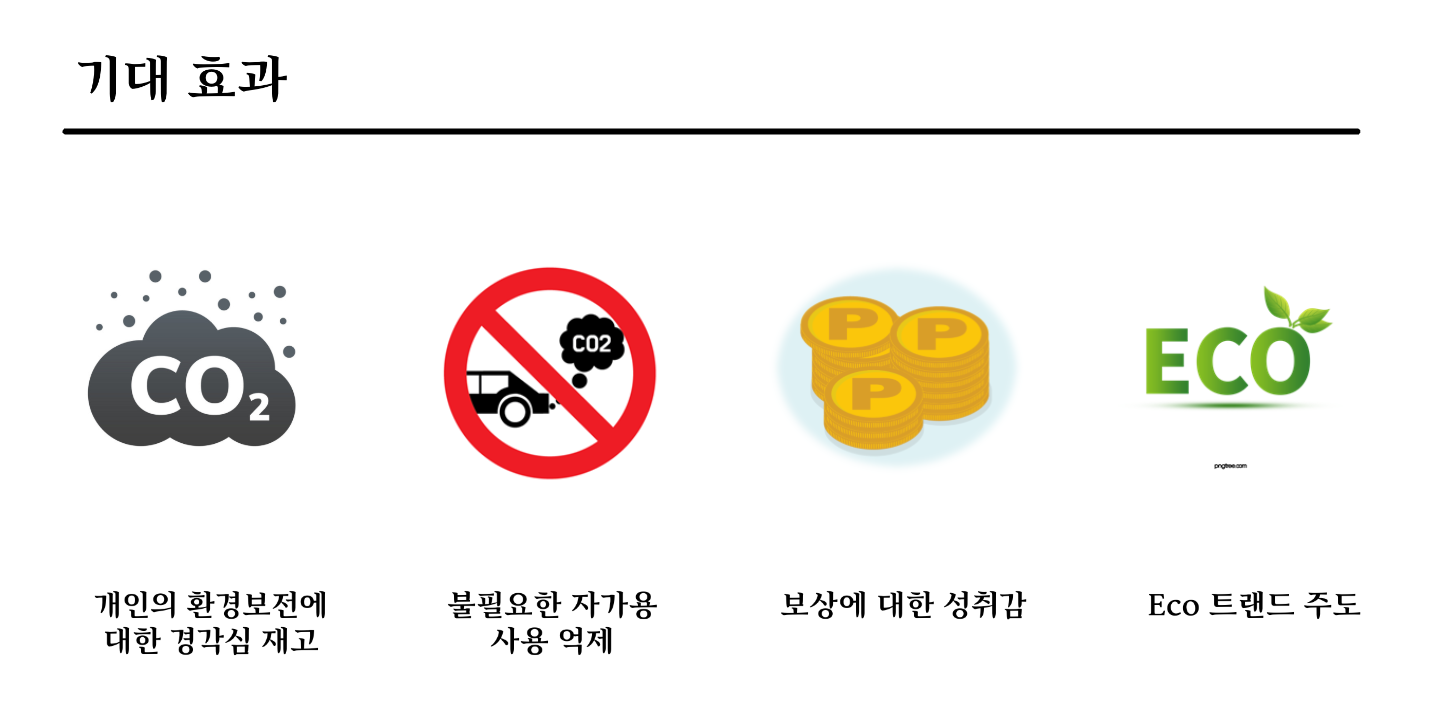 기대 효과
CO₂
CO2
P
P
P
ECO
pngtree.com
개인의 환경보전에
대한 경각심 재고
불필요한 자가용
사용 억제
보상에 대한 성취감
Eco 트랜드 주도